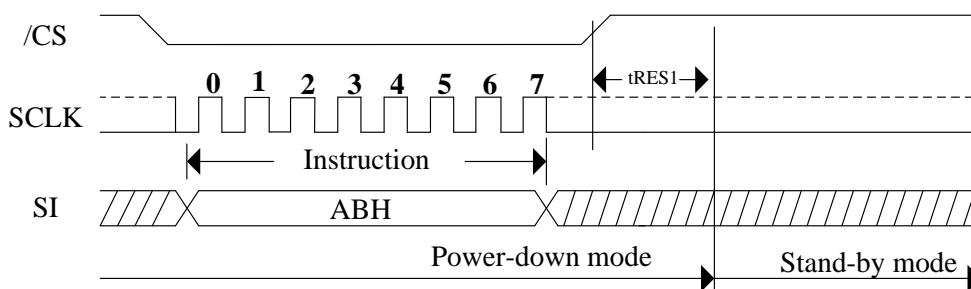 /CS
tRES1
0 1 2 3 4 5 6 7
SCLK
Instruction
SI
ABH
Power-down mode
Stand-by mode